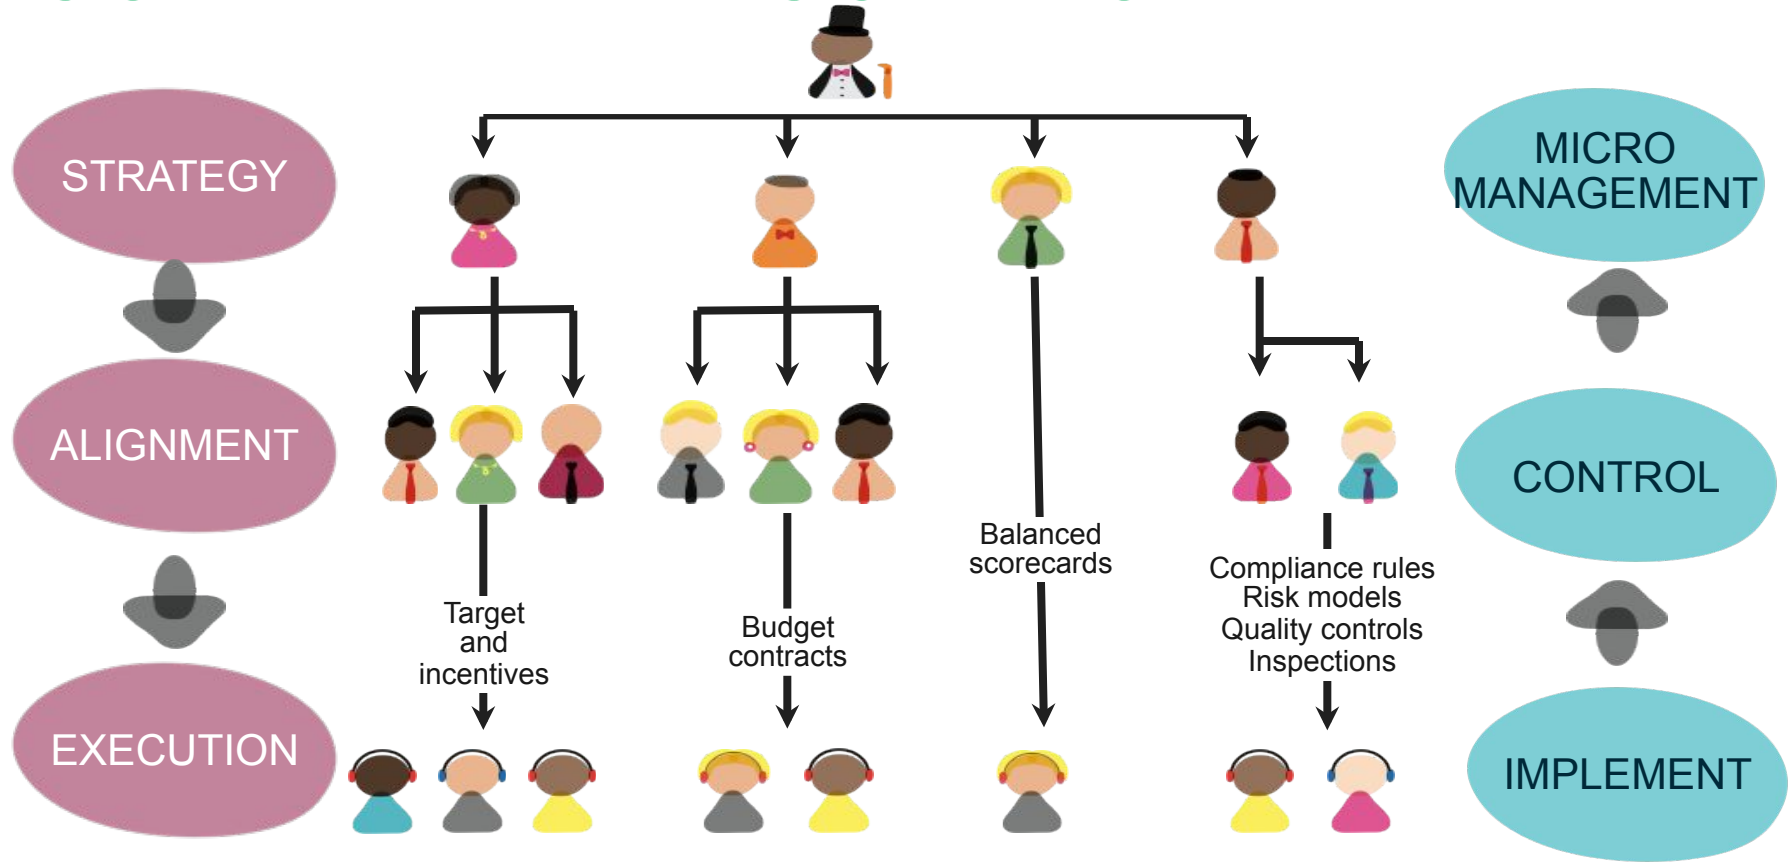 STRATEGY
MICRO
MANAGEMENT
ALIGNMENT
CONTROL
Balanced
scorecards
Compliance rules
Risk models
Quality controls
Inspections
Target
and
incentives
Budget
contracts
EXECUTION
IMPLEMENT